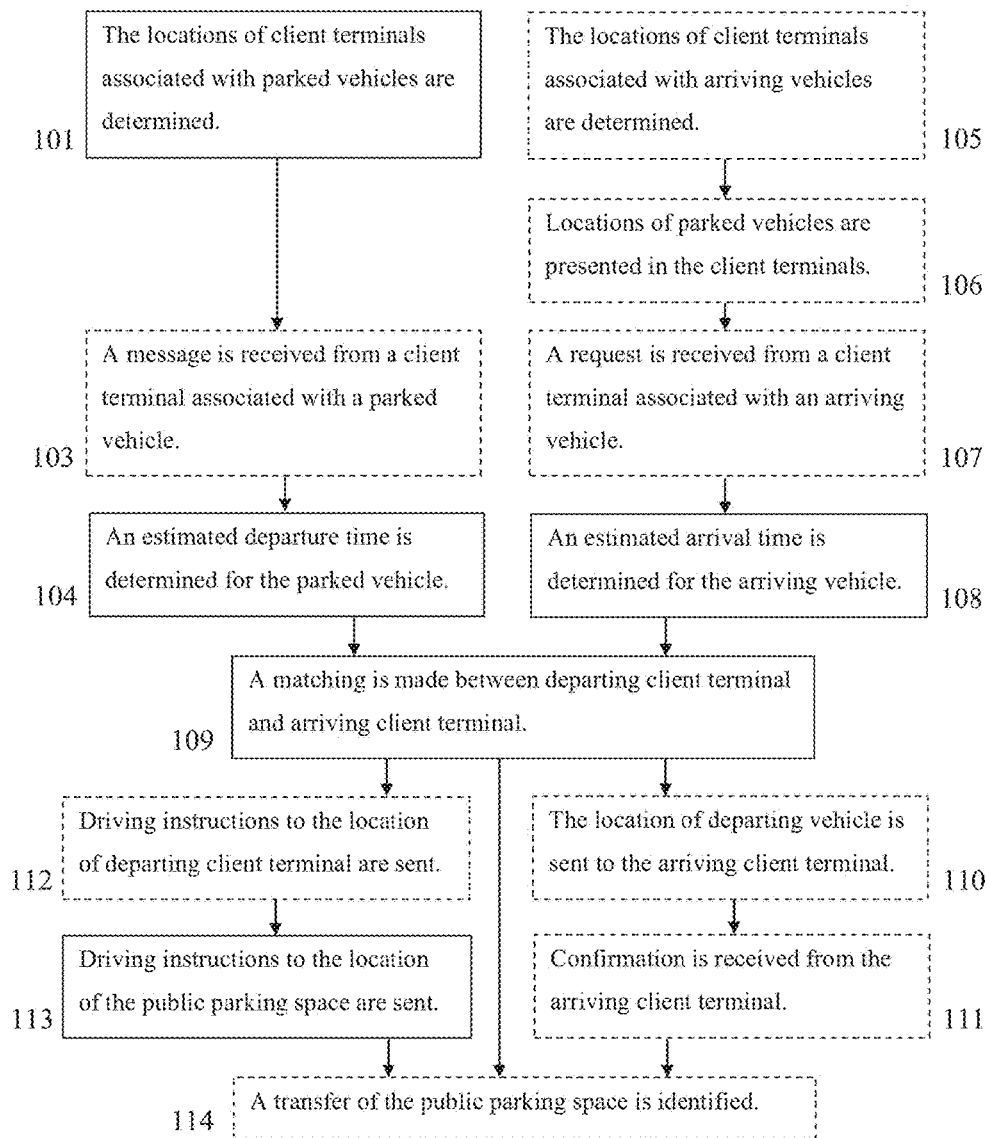 The locations of client terminals
associated with parked vehicles are
determined.
101
The locations of client terminals
associated with arriving vehicles
are determined.
105
Locations of parked vehicles are
presented in the client terminals.
106
A message is received from a client
terminal associated with a parked
vehicle.
103
A request is received from a client
terminal associated with an arriving
vehicle.
107
An estimated departure time is
determined for the parked vehicle.
104
An estimated arrival time is
determined for the arriving vehicle.
108
A matching is made between departing client terminal
and arriving client terminal.
109
Driving instructions to the location
of departing client terminal are sent.
112
The location of departing vehicle is
sent to the arriving client terminal.
110
Driving instructions to the location
of the public parking space are sent.
113
Confirmation is received from the
arriving client terminal.
111
A transfer of the public parking space is identified.
114